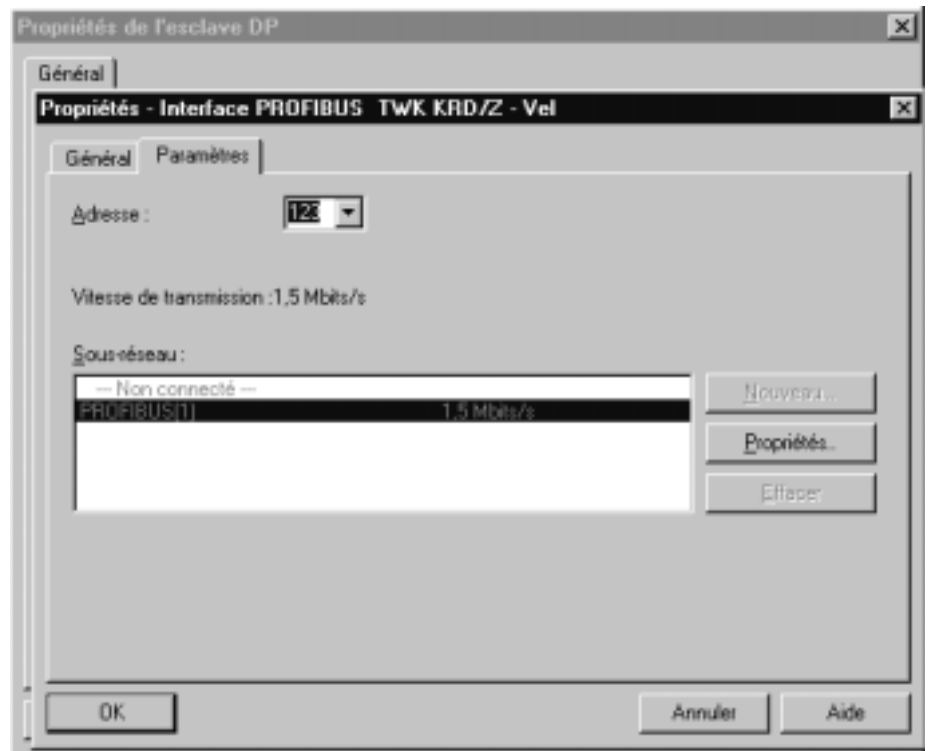 Propriétés de l'esclave DP
Général
Propriétés - Interface PROFIBUS TWK KRD/Z - Vel
Général Paramètres
Adresse : 123
Vitesse de transmission :1,5 Mbits/s
Sous-réseau :
--- Non connecté ---
PROFIBUS(1) 1,5 Mbits/s
Nouveau...
Propriétés..
Effacer
OK Annuler Aide